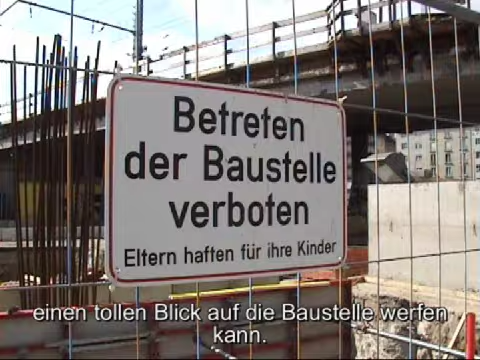 Betreten
der Baustelle
verboten
Eltern haften für ihre Kinder
einen tollen Blick auf die Baustelle werfen
kann.